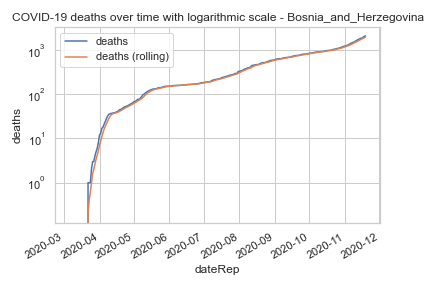 COVID-19 deaths over time with logarithmic scale - Bosnia_and_Herzegovina
deaths
deaths (rolling)
10³
10²
10¹
10⁰
deaths
2020-03
2020-04
2020-05
2020-06
2020-07
2020-08
2020-09
2020-10
2020-11
2020-12
dateRep